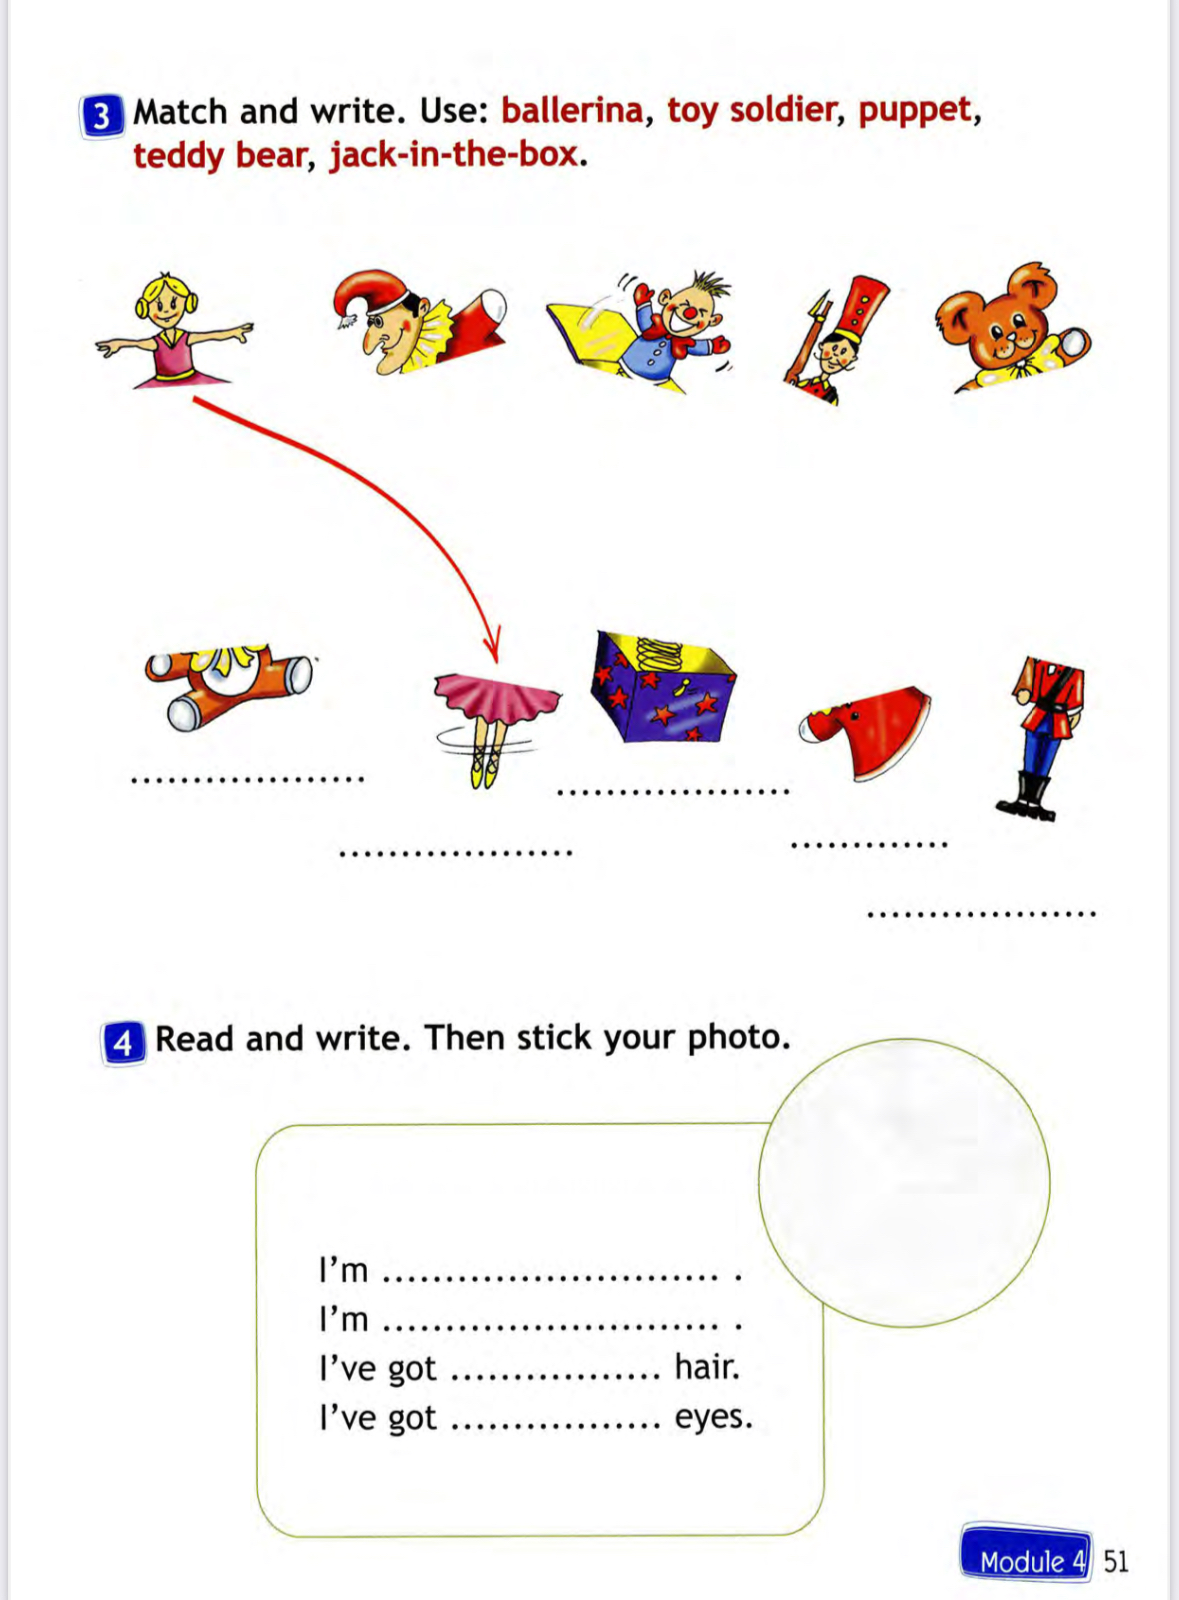 3 Match and write. Use: ballerina, toy soldier, puppet,
teddy bear, jack-in-the-box.
...................
...................
...................
.............
...................
4 Read and write. Then stick your photo.
I'm ........................... .
I'm ........................... .
I've got ................. hair.
I've got ................. eyes.
Module 4 51